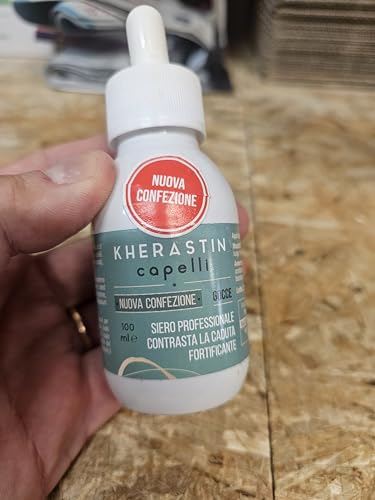 NUOVA
CONFEZIONE
KHERASTIN
capelli
NUOVA CONFEZIONE
GOCCE
100
ml e
SIERO PROFESSIONALE
CONTRASTA LA CADUTA
FORTIFICANTE